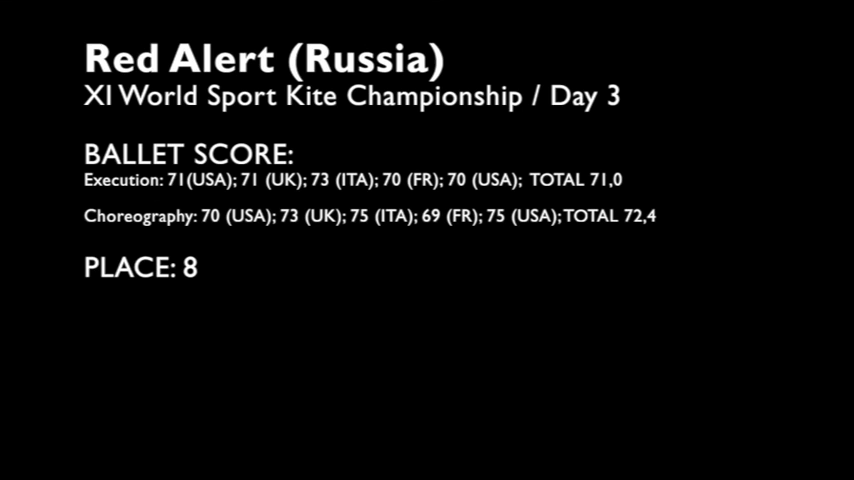 Red Alert (Russia)
XI World Sport Kite Championship / Day 3
BALLET SCORE:
Execution: 71(USA); 71 (UK); 73 (ITA); 70 (FR); 70 (USA);  TOTAL 71,0
Choreography: 70 (USA); 73 (UK); 75 (ITA); 69 (FR); 75 (USA); TOTAL 72,4
PLACE: 8